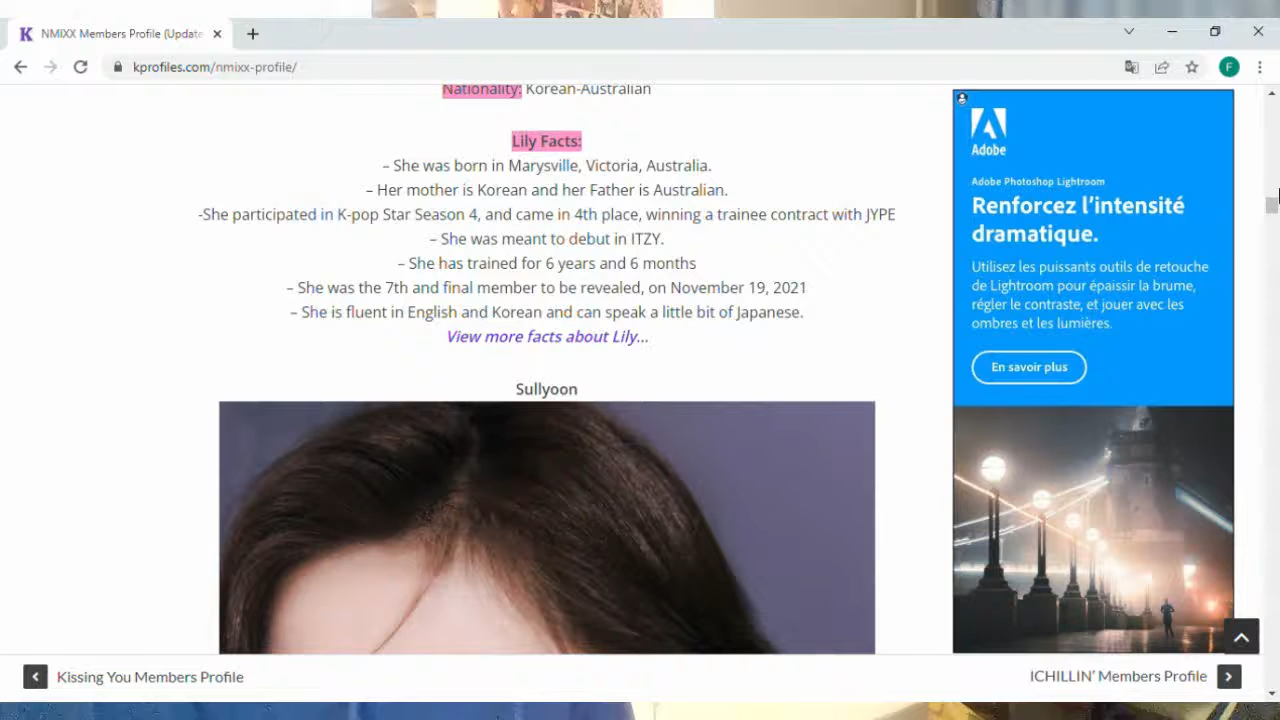 NMIXX Members Profile (Update
kprofiles.com/nmixx-profile/
F
Nationality: Korean-Australian
Lily Facts:
– She was born in Marysville, Victoria, Australia.
– Her mother is Korean and her Father is Australian.
-She participated in K-pop Star Season 4, and came in 4th place, winning a trainee contract with JYPE
– She was meant to debut in ITZY.
– She has trained for 6 years and 6 months
– She was the 7th and final member to be revealed, on November 19, 2021
– She is fluent in English and Korean and can speak a little bit of Japanese.
View more facts about Lily…
Sullyoon
Adobe
Adobe Photoshop Lightroom
Renforcez l'intensité
dramatique.
Utilisez les puissants outils de retouche
de Lightroom pour épaissir la brume,
régler le contraste, et jouer avec les
ombres et les lumières.
En savoir plus
Kissing You Members Profile
ICHILLIN' Members Profile